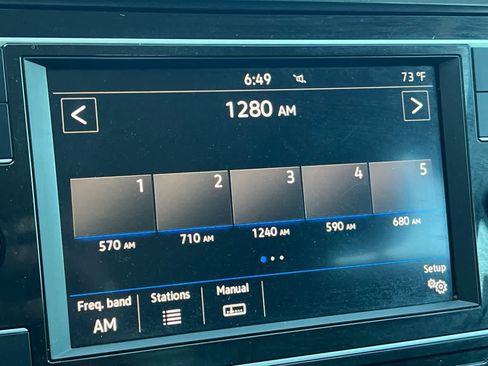 6:49 73 °F
< 1280 AM >
1 2 3 4 5
570 AM 710 AM 1240 AM 590 AM 680 AM
Freq. band Stations Manual Setup
AM